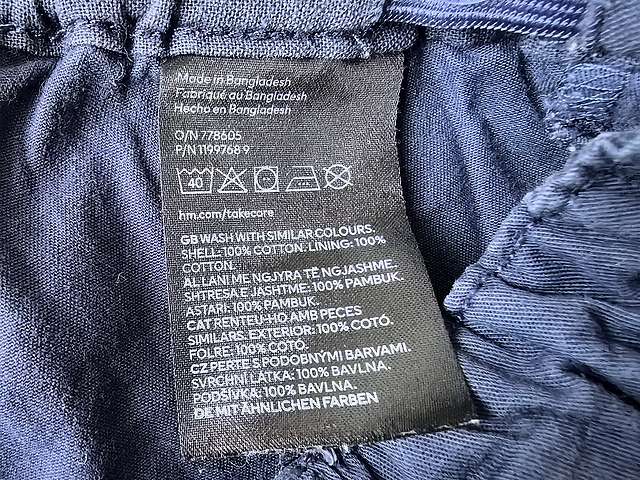 Made in Bangladesh
Fabriqué au Bangladesh
Hecho en Bangladesh
O/N 778605
P/N 1199768 9
40
hm.com/takecare
GB WASH WITH SIMILAR COLOURS.
SHELL: 100% COTTON. LINING: 100%
COTTON.
AL LANI ME NGJYRA TË NGJASHME.
SHTRESA E JASHTME: 100% PAMBUK.
ASTARI: 100% PAMBUK.
CAT RENTEU-HO AMB PECES
SIMILARS. EXTERIOR: 100% COTÓ.
FOLRE: 100% COTÓ.
CZ PERTE S PODOBNÝMI BARVAMI.
SVRCHNÍ LÁTKA: 100% BAVLNA.
PODŠÍVKA: 100% BAVLNA.
DE MIT ÄHNLICHEN FARBEN